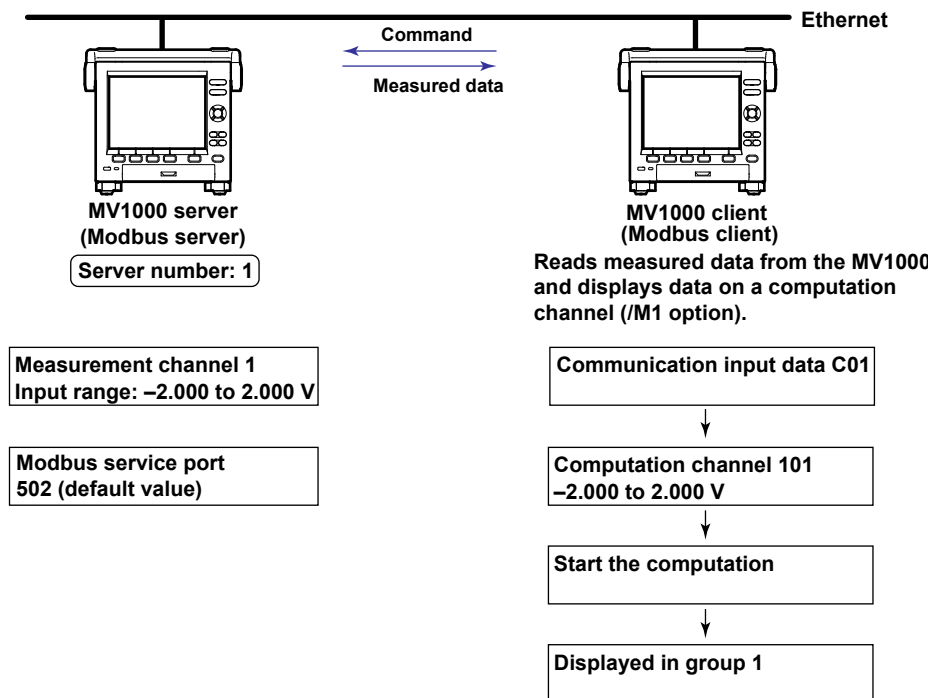 Ethernet
Command
Measured data
MV1000 server
(Modbus server)
Server number: 1
MV1000 client
(Modbus client)
Reads measured data from the MV1000
and displays data on a computation
channel (/M1 option).
Measurement channel 1
Input range: –2.000 to 2.000 V
Modbus service port
502 (default value)
Communication input data C01
Computation channel 101
–2.000 to 2.000 V
Start the computation
Displayed in group 1